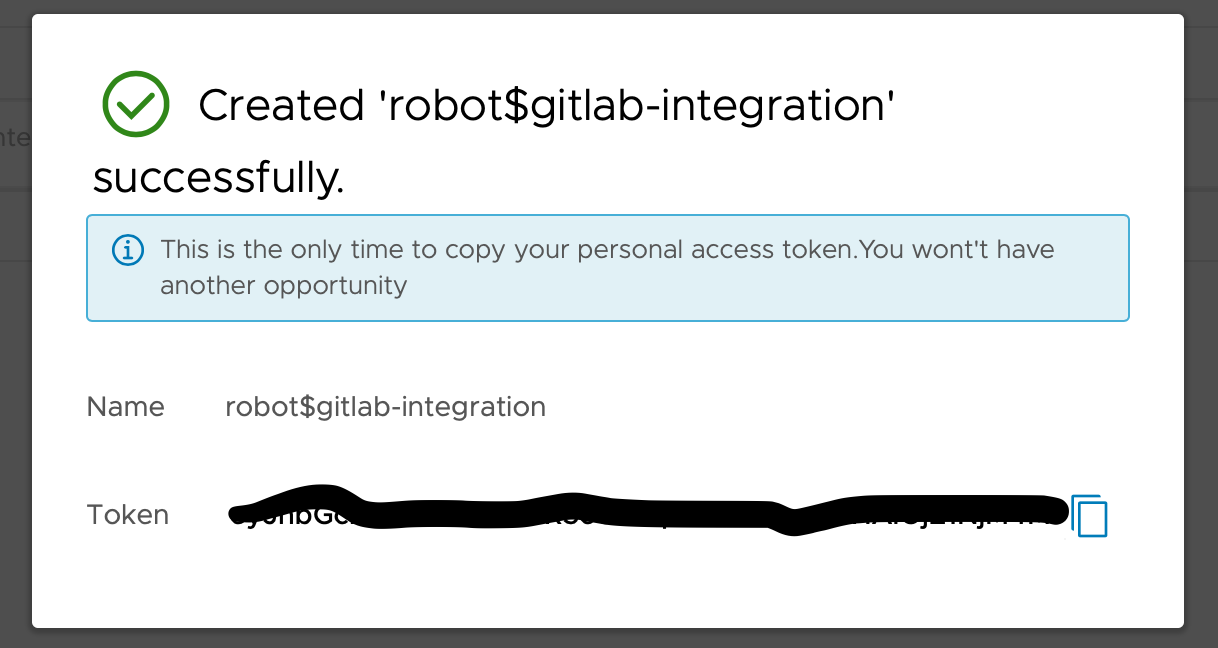 Created 'robot$gitlab-integration'
successfully.
This is the only time to copy your personal access token.You wont't have
another opportunity
Name robot$gitlab-integration
Token